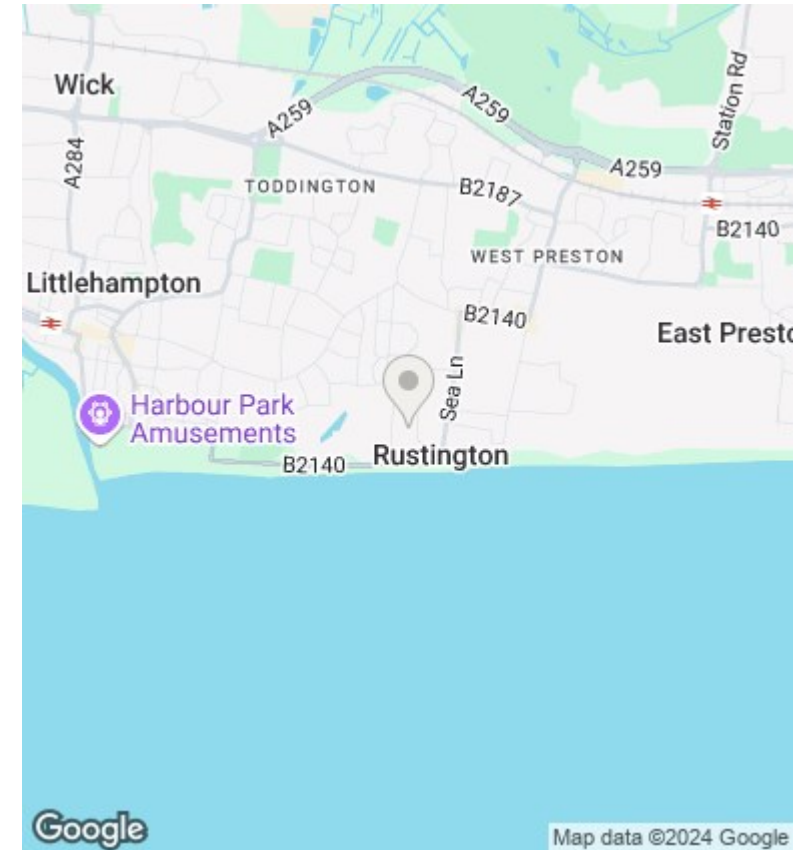 Wick
A259
A259
Station Rd
A284
TODDINGTON
B2187
A259
B2140
WEST PRESTON
Littlehampton
B2140
East Presto
Sea Ln
Harbour Park
Amusements
B2140
Rustington
Google
Map data ©2024 Google